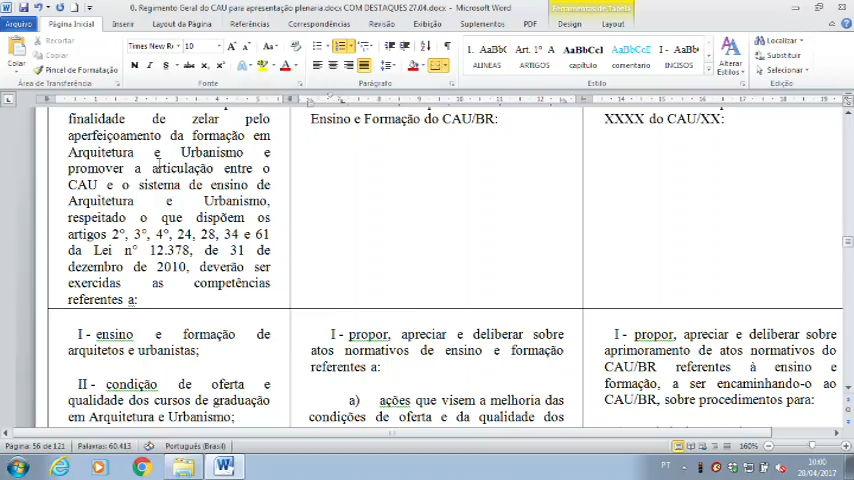 0. Regimento Geral do CAU para apresentação plenaria.docx COM DESTAQUES 27.04.docx - Microsoft Word
Ferramentas de Tabela
Arquivo Página Inicial Inserir Layout da Página Referências Correspondências Revisão Exibição Suplementos PDF Design Layout
Colar
Recortar
Copiar
Pincel de Formatação
Área de Transferência
Times New Ro 10
Fonte
Parágrafo
AaBbC AaBbC AaBbCcI AaBbCcE AaBb
ALINEAS ARTIGOS capítulo comentario INCISOS
Alterar Estilos
Estilo
Localizar
Substituir
Selecionar
Edição
finalidade de zelar pelo
aperfeiçoamento da formação em
Arquitetura e Urbanismo e
promover a articulação entre o
CAU e o sistema de ensino de
Arquitetura e Urbanismo,
respeitado o que dispõem os
artigos 2°, 3°, 4°, 24, 28, 34 e 61
da Lei n° 12.378, de 31 de
dezembro de 2010, deverão ser
exercidas as competências
referentes a:
I - ensino e formação de
arquitetos e urbanistas;
II - condição de oferta e
qualidade dos cursos de graduação
em Arquitetura e Urbanismo;
Ensino e Formação do CAU/BR:
I - propor, apreciar e deliberar sobre
atos normativos de ensino e formação
referentes a:
a) ações que visem a melhoria das
condições de oferta e da qualidade dos
XXXX do CAU/XX:
I - propor, apreciar e deliberar sobre
aprimoramento de atos normativos do
CAU/BR referentes à ensino e
formação, a ser encaminhando-o ao
CAU/BR, sobre procedimentos para:
Página: 56 de 121 Palavras: 60.413 Português (Brasil) 160%
PT 10:00
28/04/2017